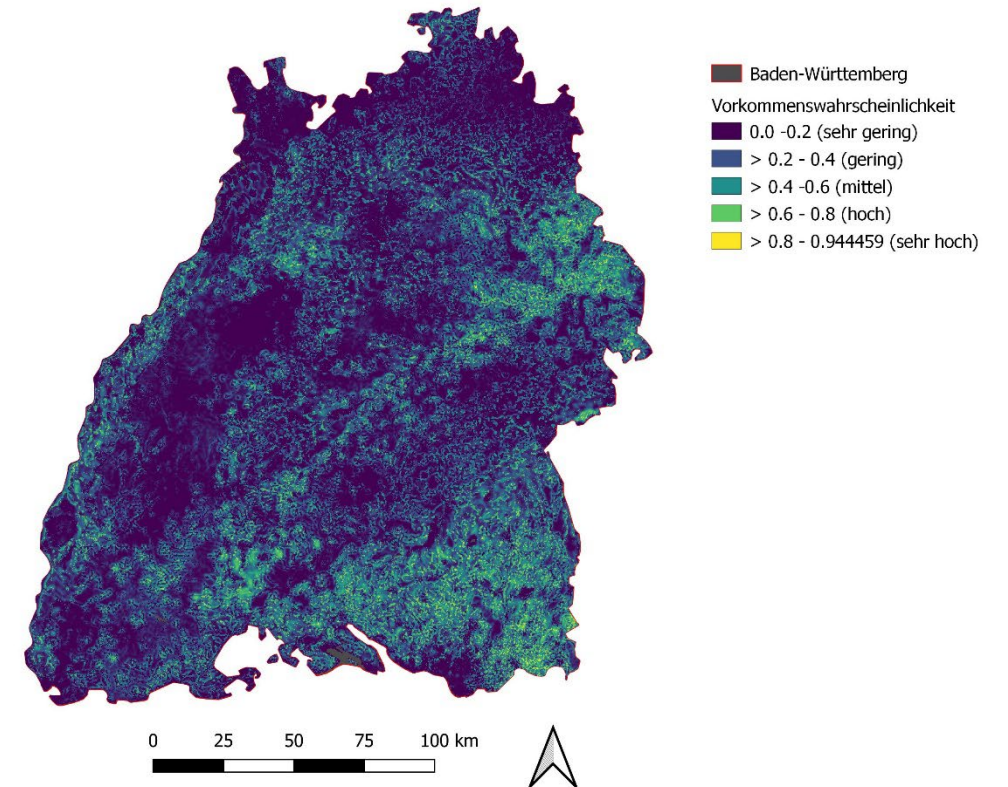 Baden-Württemberg
Vorkommenswahrscheinlichkeit
0.0 -0.2 (sehr gering)
> 0.2 - 0.4 (gering)
> 0.4 -0.6 (mittel)
> 0.6 - 0.8 (hoch)
> 0.8 - 0.944459 (sehr hoch)
0 25 50 75 100 km